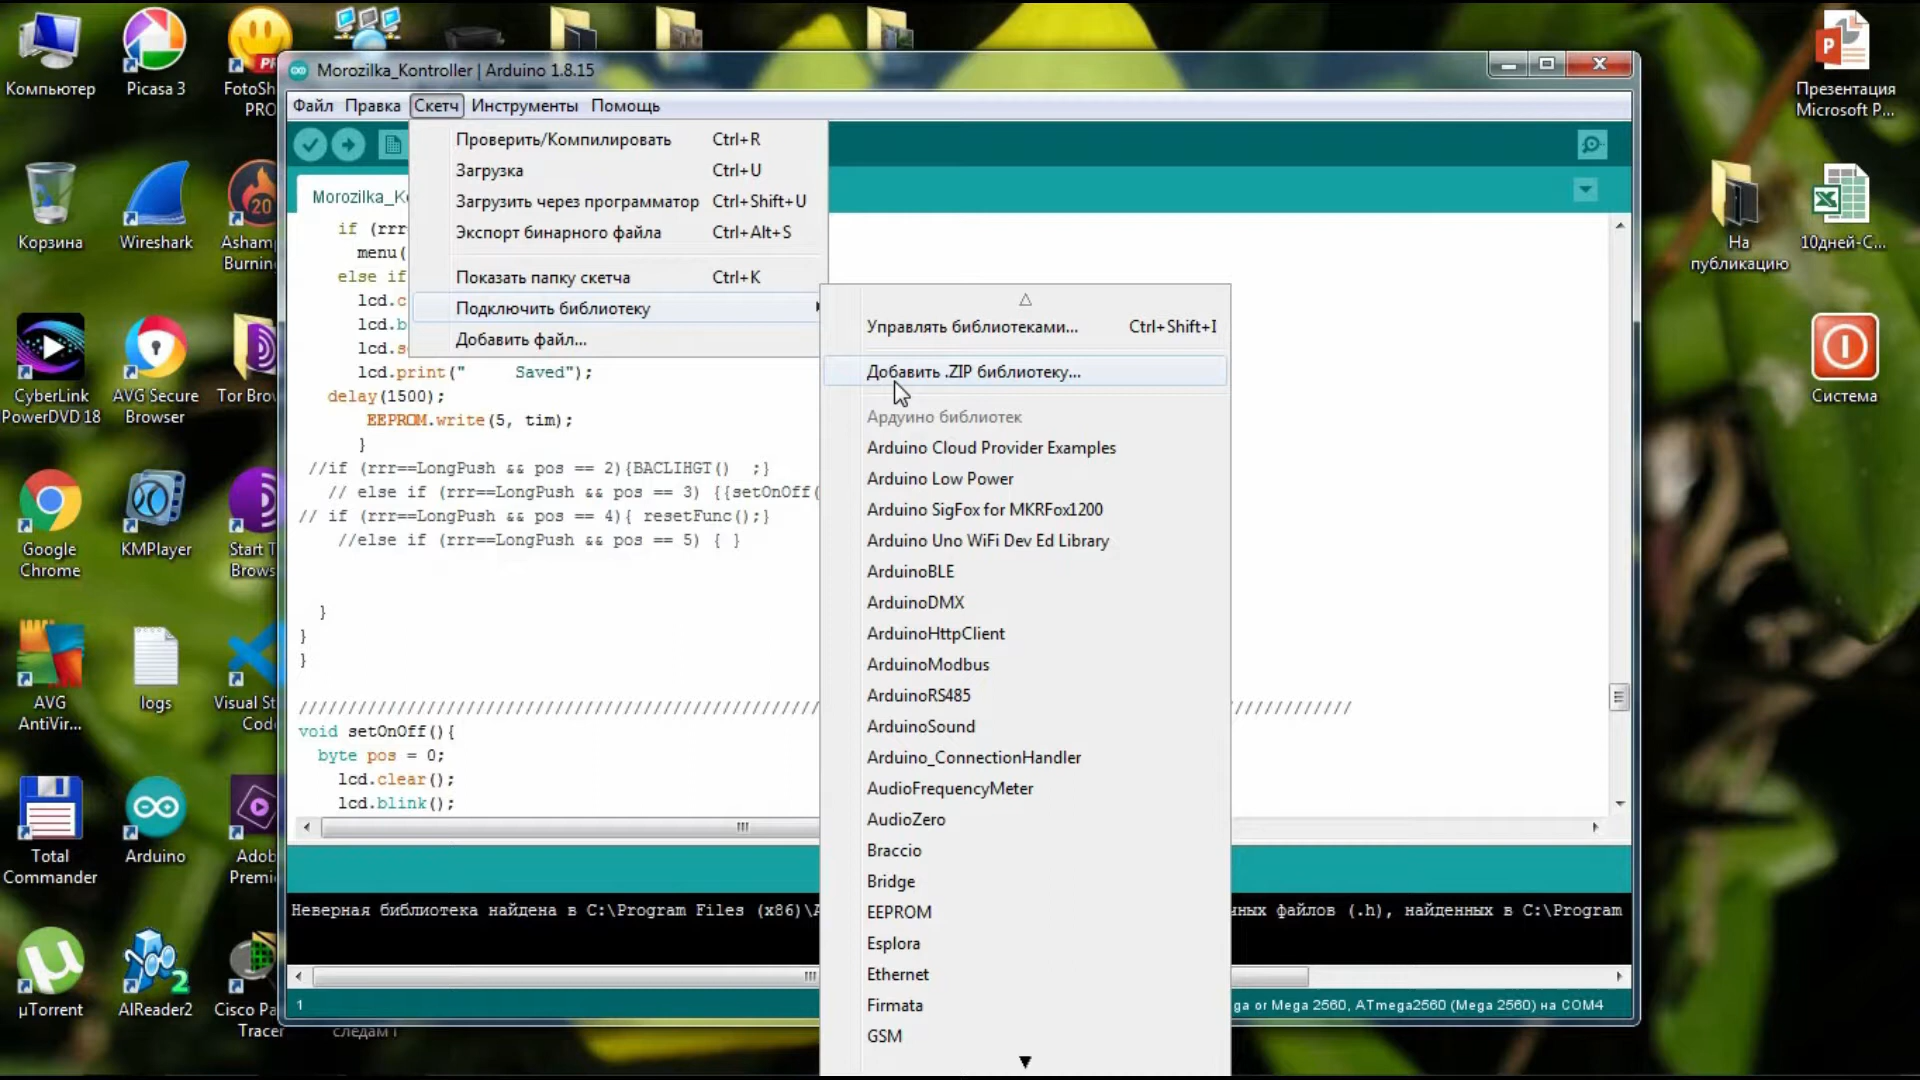 Компьютер
Picasa 3
FotoSh
PRO
Корзина
Wireshark
Ashamp
Burnin
CyberLink
PowerDVD 18
AVG Secure
Browser
Tor Brow
Google
Chrome
KMPlayer
Start T
Brows
AVG
AntiVir...
logs
Visual St
Code
Total
Commander
Arduino
Adob
Premi
µTorrent
AIReader2
Cisco Pa
Tracer
следам I
Презентация
Microsoft P...
На
публикацию
10дней-С...
Система
Morozilka_Kontroller | Arduino 1.8.15
Файл Правка Скетч Инструменты Помощь
Morozilka_Ko
Проверить/Компилировать Ctrl+R
Загрузка Ctrl+U
Загрузить через программатор Ctrl+Shift+U
Экспорт бинарного файла Ctrl+Alt+S
Показать папку скетча Ctrl+K
Подключить библиотеку
Добавить файл...
if (rrr
menu(
else if
lcd.c
lcd.b
lcd.s
lcd.print(" Saved");
delay(1500);
EEPROM.write(5, tim);
}
//if (rrr==LongPush && pos == 2){BACLIHGT() ;}
// else if (rrr==LongPush && pos == 3) {{setOnOff(
// if (rrr==LongPush && pos == 4){ resetFunc();}
//else if (rrr==LongPush && pos == 5) { }
}
}
}
////////////////////////////////////////////////////////////////////////////////////////////////////////////
void setOnOff(){
byte pos = 0;
lcd.clear();
lcd.blink();
Управлять библиотеками... Ctrl+Shift+I
Добавить .ZIP библиотеку...
Ардуино библиотек
Arduino Cloud Provider Examples
Arduino Low Power
Arduino SigFox for MKRFox1200
Arduino Uno WiFi Dev Ed Library
ArduinoBLE
ArduinoDMX
ArduinoHttpClient
ArduinoModbus
ArduinoRS485
ArduinoSound
Arduino_ConnectionHandler
AudioFrequencyMeter
AudioZero
Braccio
Bridge
EEPROM
Esplora
Ethernet
Firmata
GSM
Неверная библиотека найдена в C:\Program Files (x86)\A
ных файлов (.h), найденных в C:\Program
1
ga or Mega 2560, ATmega2560 (Mega 2560) на COM4